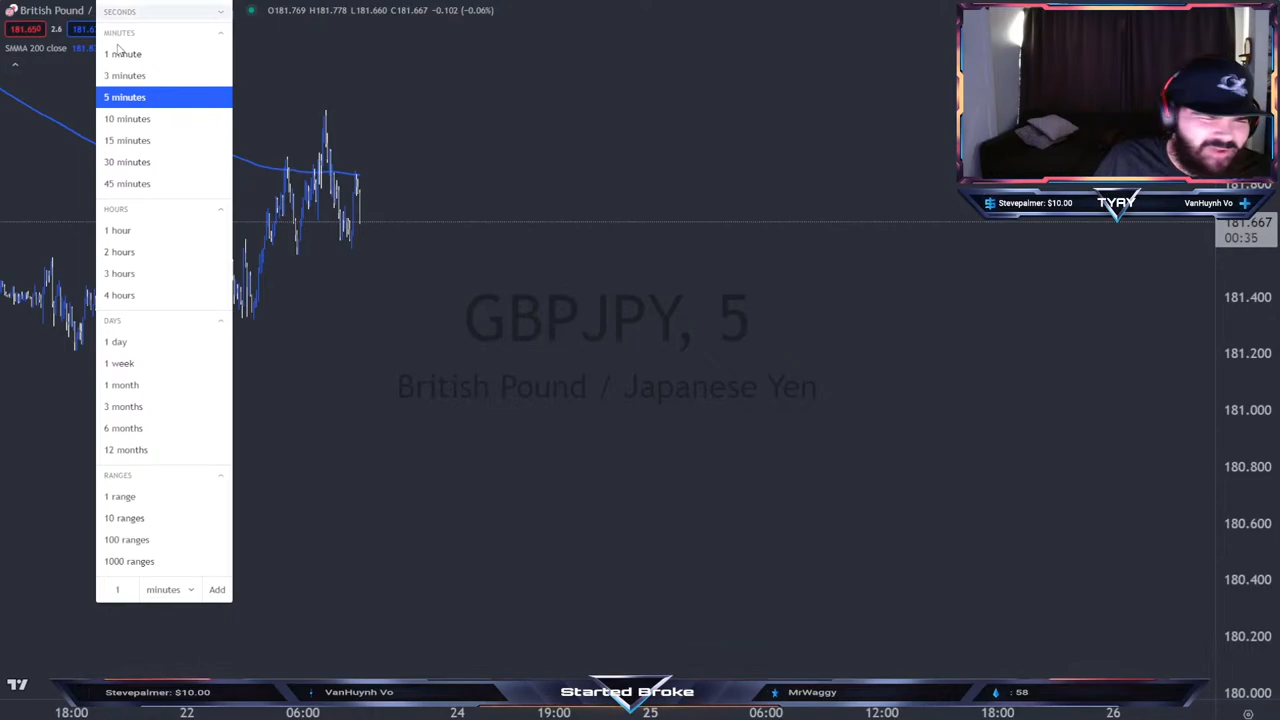 British Pound /
SECONDS
O181.769 H181.778 L181.660 C181.667 -0.102 (-0.06%)
181.650 2.6
SMMA 200 close
MINUTES
1 minute
3 minutes
5 minutes
10 minutes
15 minutes
30 minutes
45 minutes
HOURS
1 hour
2 hours
3 hours
4 hours
DAYS
1 day
1 week
1 month
3 months
6 months
12 months
RANGES
1 range
10 ranges
100 ranges
1000 ranges
1 minutes Add
GBPJPY, 5
British Pound / Japanese Yen
Stevepalmer: $10.00 TYAY VanHuynh Vo
181.667
00:35
181.400
181.200
181.000
180.800
180.600
180.400
180.200
180.000
Stevepalmer: $10.00 VanHuynh Vo Started Broke MrWaggy : 58
18:00 22 06:00 24 19:00 25 06:00 12:00 18:00 26